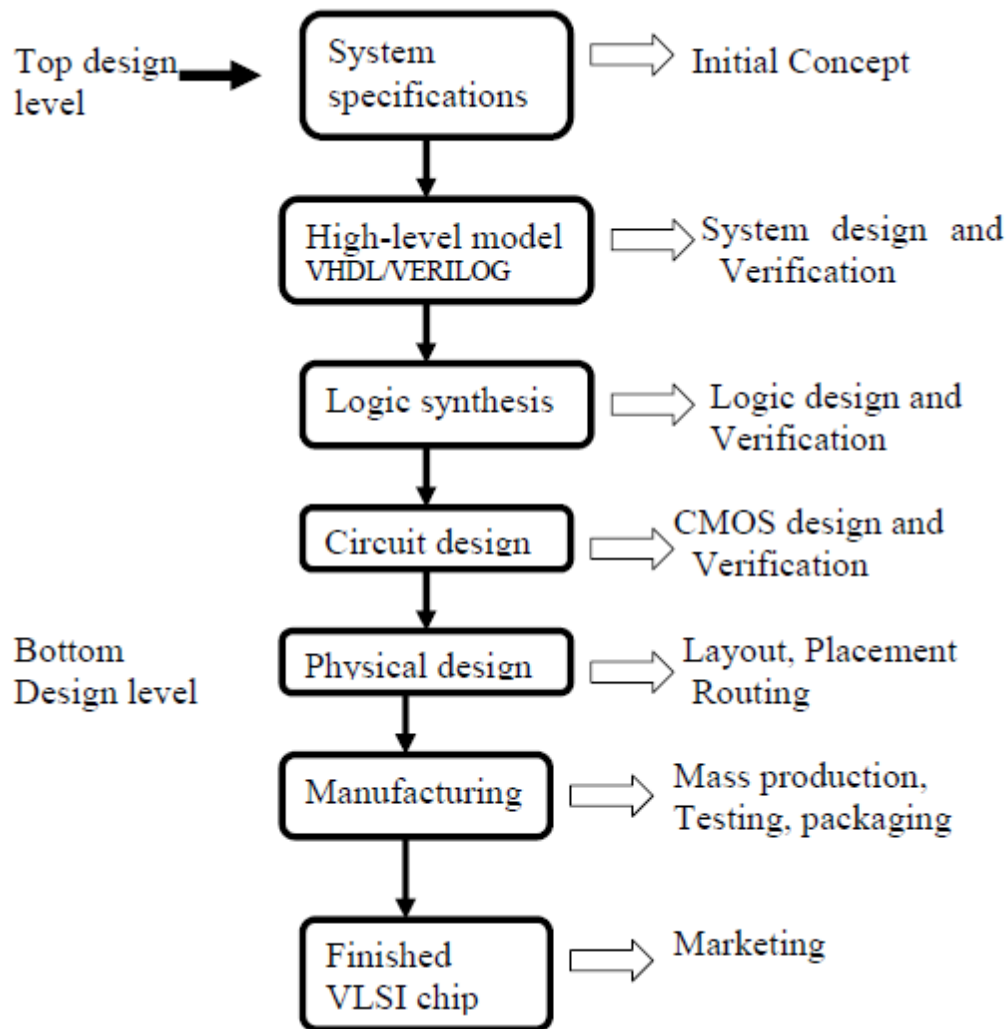 Top design
level
System
specifications
Initial Concept
High-level model
VHDL/VERILOG
System design and
Verification
Logic synthesis
Logic design and
Verification
Circuit design
CMOS design and
Verification
Bottom
Design level
Physical design
Layout, Placement
Routing
Manufacturing
Mass production,
Testing, packaging
Finished
VLSI chip
Marketing